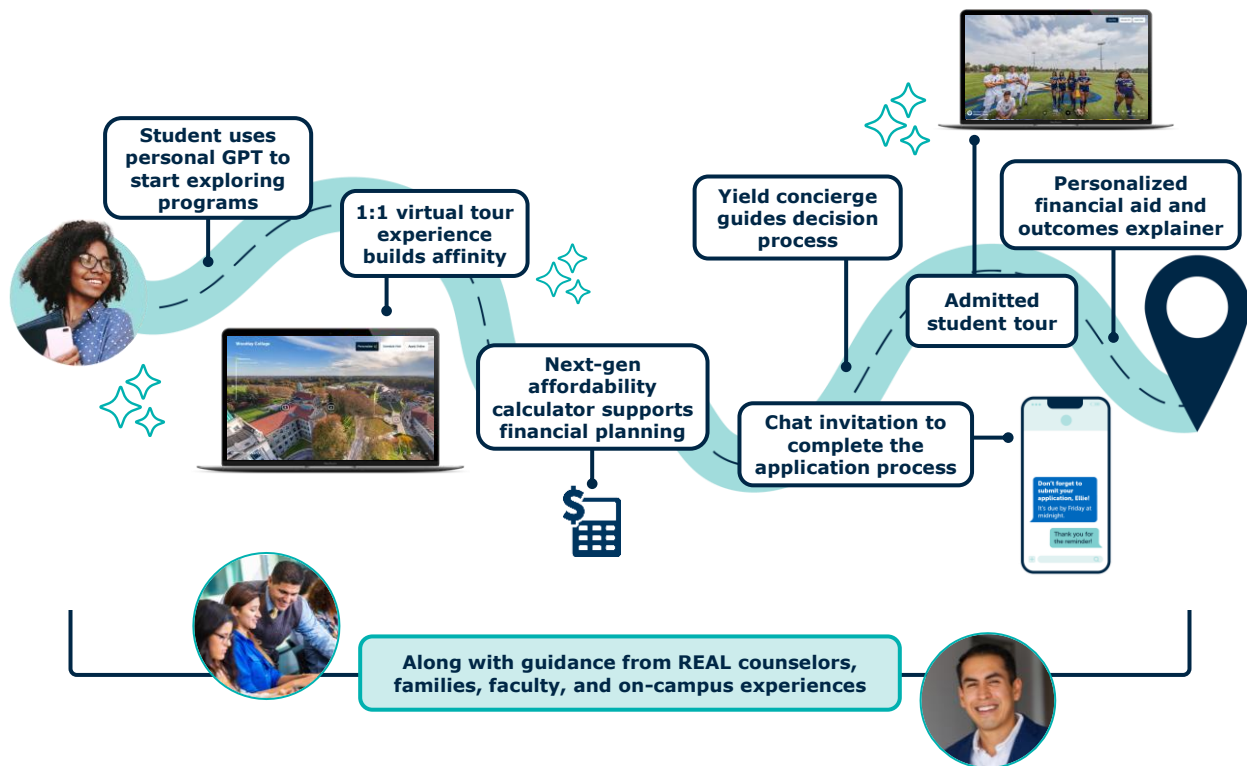 Student uses
personal GPT to
start exploring
programs
1:1 virtual tour
experience
builds affinity
Next-gen
affordability
calculator supports
financial planning
$
Chat invitation to
complete the
application process
Don't forget to
submit your
application, Ellie!
It's due by Friday at
midnight.
Thank you for
the reminder!
Yield concierge
guides decision
process
Admitted
student tour
Personalized
financial aid and
outcomes explainer
Along with guidance from REAL counselors,
families, faculty, and on-campus experiences